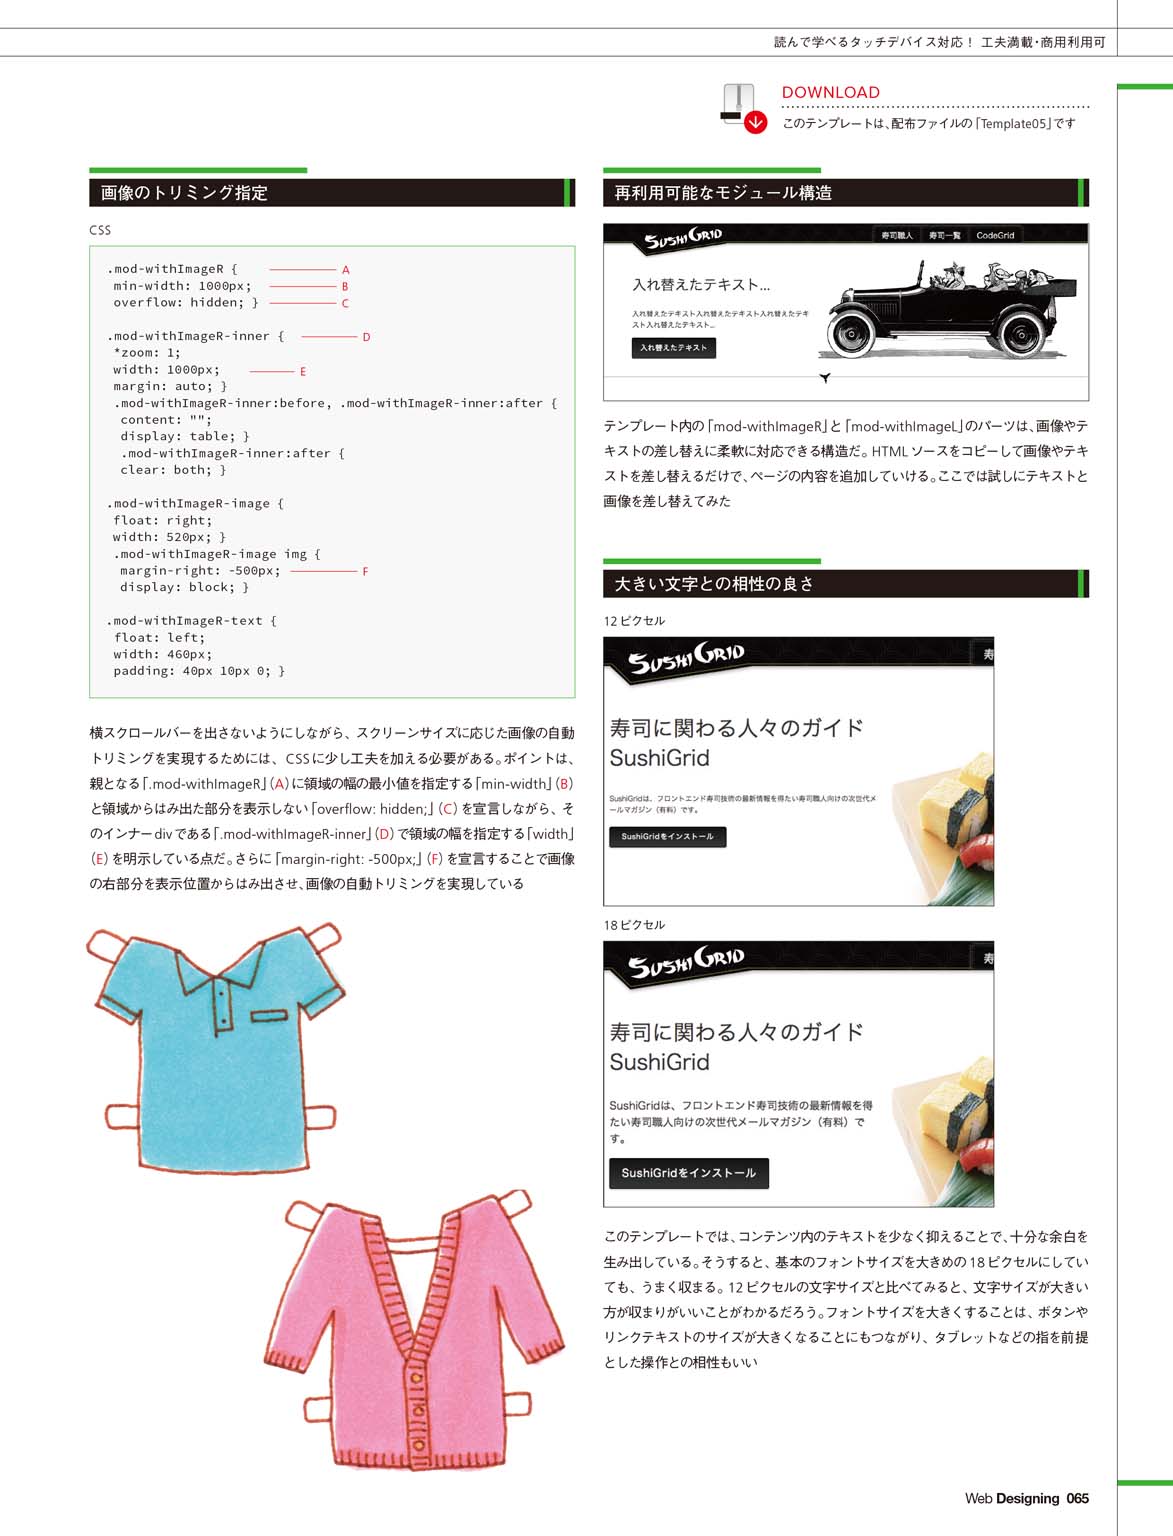 読んで学べるタッチデバイス対応！ 工夫満載・商用利用可
DOWNLOAD
このテンプレートは、配布ファイルの「Template05」です
画像のトリミング指定
CSS
.mod-withImageR { A
min-width: 1000px; B
overflow: hidden; } C
.mod-withImageR-inner { D
*zoom: 1;
width: 1000px; E
margin: auto; }
.mod-withImageR-inner:before, .mod-withImageR-inner:after {
content: "";
display: table; }
.mod-withImageR-inner:after {
clear: both; }
.mod-withImageR-image {
float: right;
width: 520px; }
.mod-withImageR-image img {
margin-right: -500px; F
display: block; }
.mod-withImageR-text {
float: left;
width: 460px;
padding: 40px 10px 0; }
横スクロールバーを出さないようにしながら、スクリーンサイズに応じた画像の自動
トリミングを実現するためには、CSSに少し工夫を加える必要がある。ポイントは、
親となる「.mod-withImageR」（A）に領域の幅の最小値を指定する「min-width」（B）
と領域からはみ出た部分を表示しない「overflow: hidden;」（C）を宣言しながら、そ
のインナーdivである「.mod-withImageR-inner」（D）で領域の幅を指定する「width」
（E）を明示している点だ。さらに「margin-right: -500px;」（F）を宣言することで画像
の右部分を表示位置からはみ出させ、画像の自動トリミングを実現している
再利用可能なモジュール構造
SUSHI GRID
寿司職人 寿司一覧 CodeGrid
入れ替えたテキスト...
入れ替えたテキスト入れ替えたテキスト入れ替えたテキ
スト入れ替えたテキスト...
入れ替えたテキスト
テンプレート内の「mod-withImageR」と「mod-withImageL」のパーツは、画像やテ
キストの差し替えに柔軟に対応できる構造だ。HTMLソースをコピーして画像やテキ
ストを差し替えるだけで、ページの内容を追加していける。ここでは試しにテキストと
画像を差し替えてみた
大きい文字との相性の良さ
12ピクセル
SUSHI GRID
寿
寿司に関わる人々のガイド
SushiGrid
SushiGridは、フロントエンド寿司技術の最新情報を得たい寿司職人向けの次世代メ
ールマガジン（有料）です。
SushiGridをインストール
18ピクセル
SUSHI GRID
寿
寿司に関わる人々のガイド
SushiGrid
SushiGridは、フロントエンド寿司技術の最新情報を得
たい寿司職人向けの次世代メールマガジン（有料）で
す。
SushiGridをインストール
このテンプレートでは、コンテンツ内のテキストを少なく抑えることで、十分な余白を
生み出している。そうすると、基本のフォントサイズを大きめの18ピクセルにしてい
ても、うまく収まる。12ピクセルの文字サイズと比べてみると、文字サイズが大きい
方が収まりがいいことがわかるだろう。フォントサイズを大きくすることは、ボタンや
リンクテキストのサイズが大きくなることにもつながり、タブレットなどの指を前提
とした操作との相性もいい
Web Designing 065